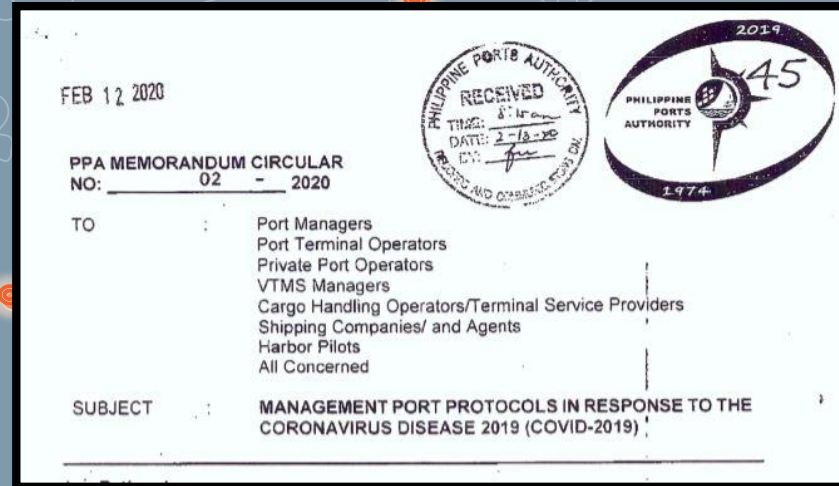 FEB 12 2020
PHILIPPINE PORTS AUTHORITY
RECEIVED
TIME: 8:15am
DATE: 2-13-20
BY:
RECORDS AND COMMUNICATIONS DIV.
2019
45
PHILIPPINE
PORTS
AUTHORITY
1974
PPA MEMORANDUM CIRCULAR
NO: 02 - 2020
TO : Port Managers
Port Terminal Operators
Private Port Operators
VTMS Managers
Cargo Handling Operators/Terminal Service Providers
Shipping Companies/ and Agents
Harbor Pilots
All Concerned
SUBJECT : MANAGEMENT PORT PROTOCOLS IN RESPONSE TO THE
CORONAVIRUS DISEASE 2019 (COVID-2019)